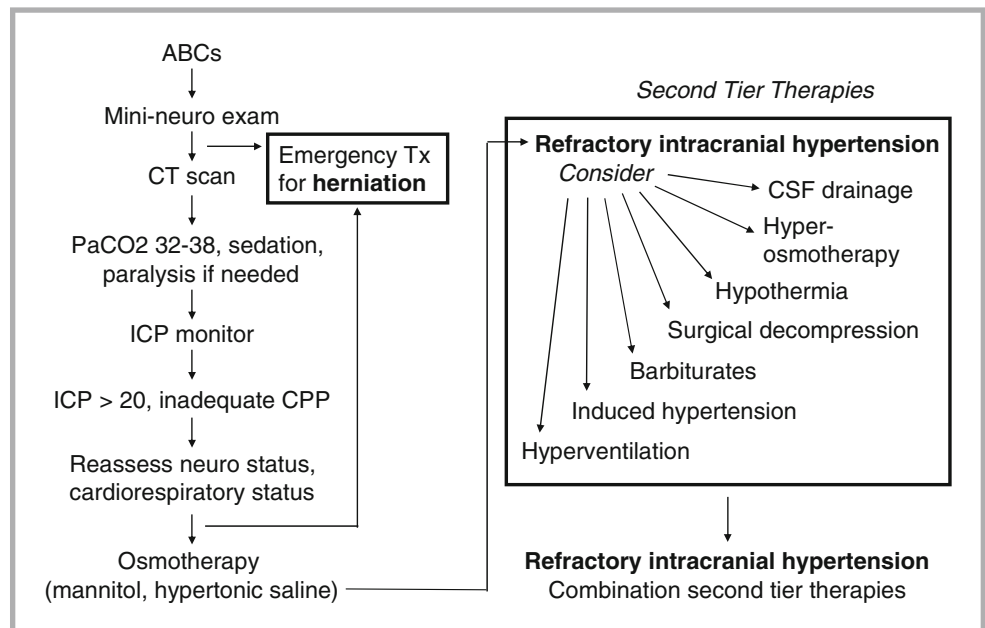 ABCs
Mini-neuro exam
CT scan
Emergency Tx
for herniation
PaCO2 32-38, sedation,
paralysis if needed
ICP monitor
ICP > 20, inadequate CPP
Reassess neuro status,
cardiorespiratory status
Osmotherapy
(mannitol, hypertonic saline)
Second Tier Therapies
Refractory intracranial hypertension
Consider
CSF drainage
Hyper-
osmotherapy
Hypothermia
Surgical decompression
Barbiturates
Induced hypertension
Hyperventilation
Refractory intracranial hypertension
Combination second tier therapies